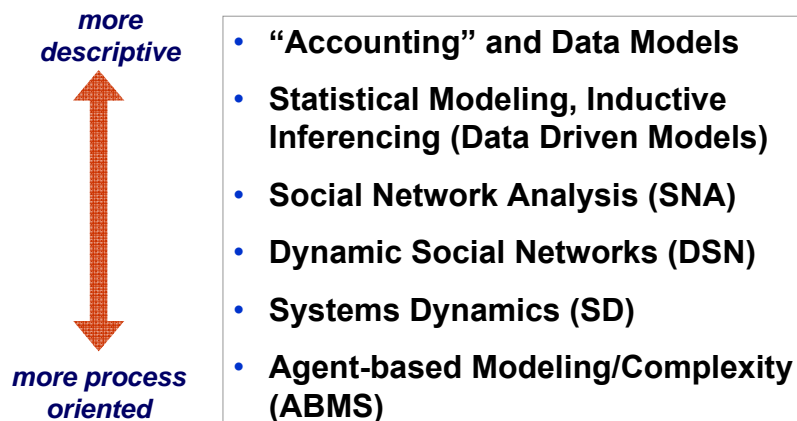 more
descriptive
more process
oriented
• “Accounting” and Data Models
• Statistical Modeling, Inductive
Inferencing (Data Driven Models)
• Social Network Analysis (SNA)
• Dynamic Social Networks (DSN)
• Systems Dynamics (SD)
• Agent-based Modeling/Complexity
(ABMS)